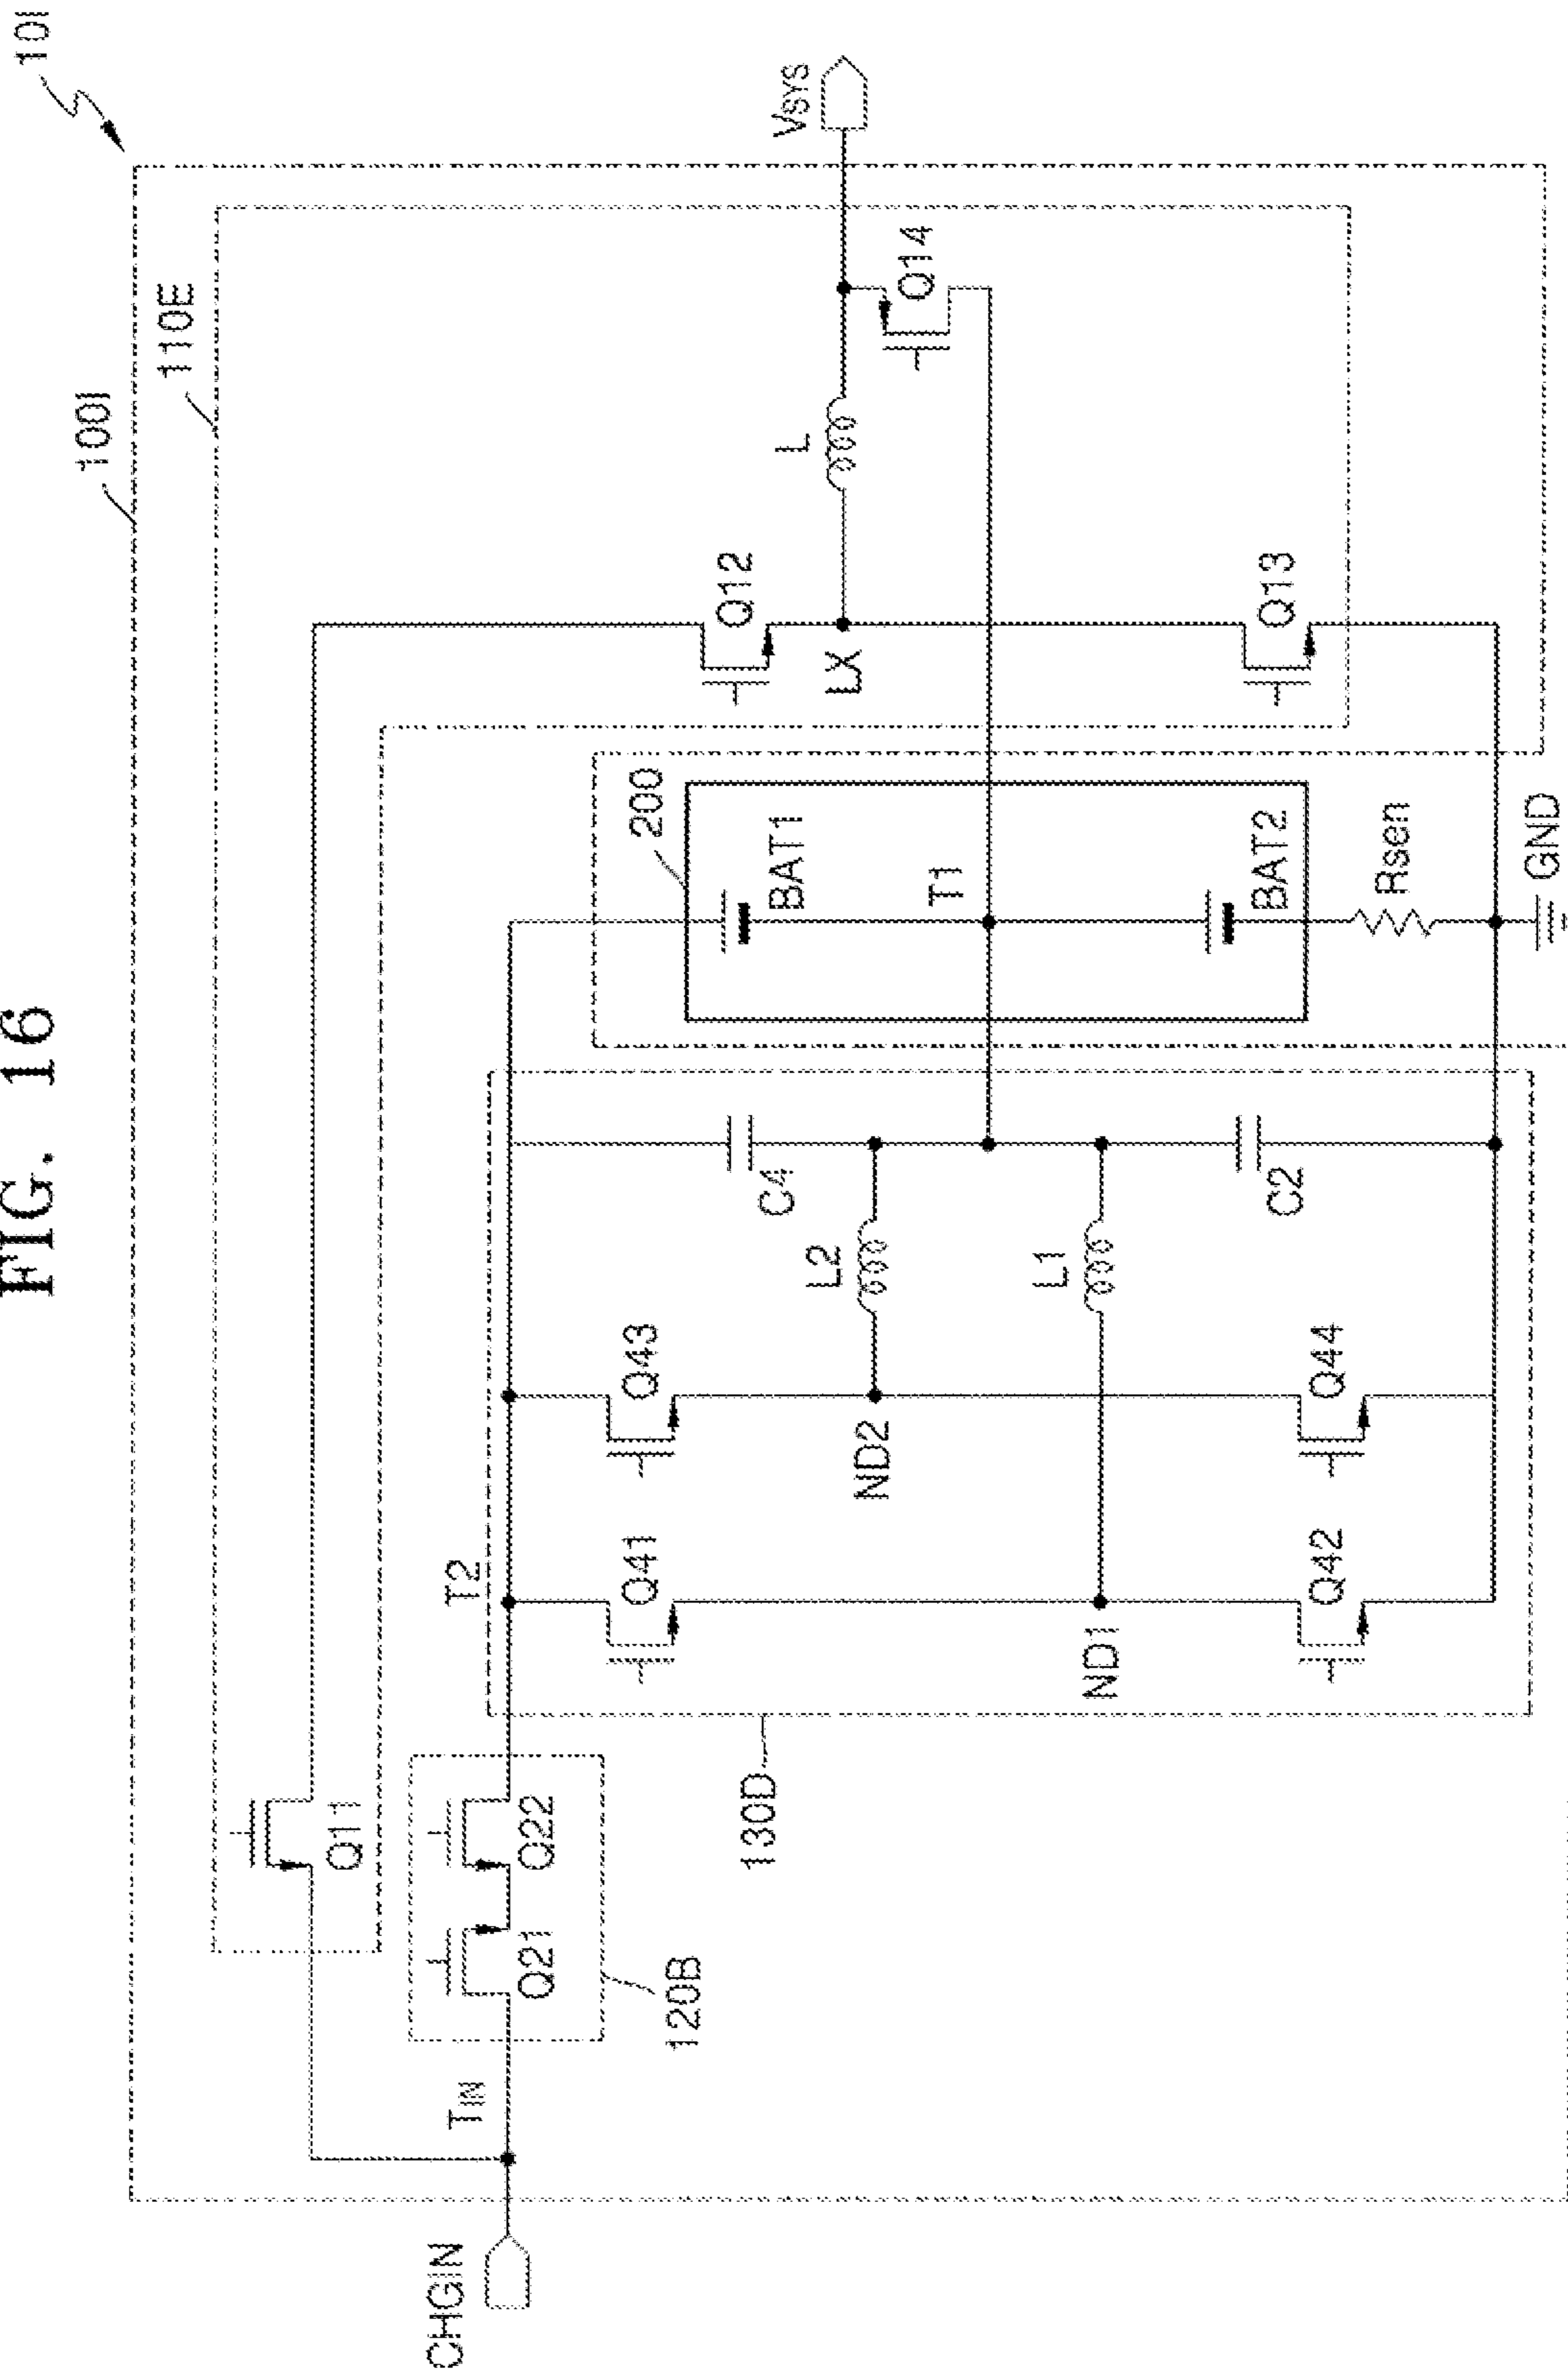 FIG. 16
10I
100I
110E
CHGIN
TIN
Q11
Q21
Q22
120B
T2
130D
Q41
Q43
ND2
ND1
Q42
Q44
L2
L1
C4
C2
200
BAT1
T1
BAT2
Rsen
GND
Q12
LX
Q13
L
Q14
VSYS